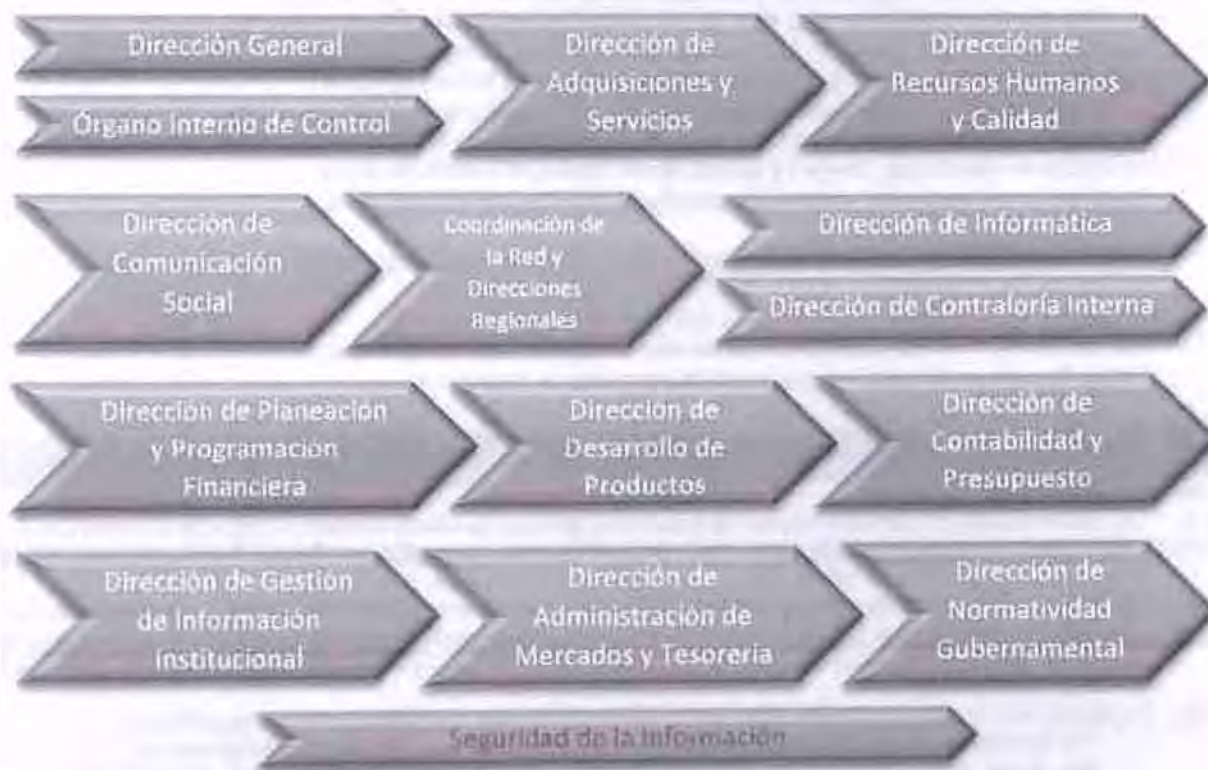 Dirección General
Órgano Interno de Control
Dirección de
Adquisiciones y
Servicios
Dirección de
Recursos Humanos
y Calidad
Dirección de
Comunicación
Social
Coordinación de
la Red y
Direcciones
Regionales
Dirección de Informática
Dirección de Contraloría Interna
Dirección de Planeacion
y Programacion
Financiera
Dirección de
Desarrollo de
Productos
Dirección de
Contabilidad y
Presupuesto
Dirección de Gestión
de Información
Institucional
Dirección de
Administración de
Mercados y Tesorería
Dirección de
Normatividad
Gubernamental
Seguridad de la Información